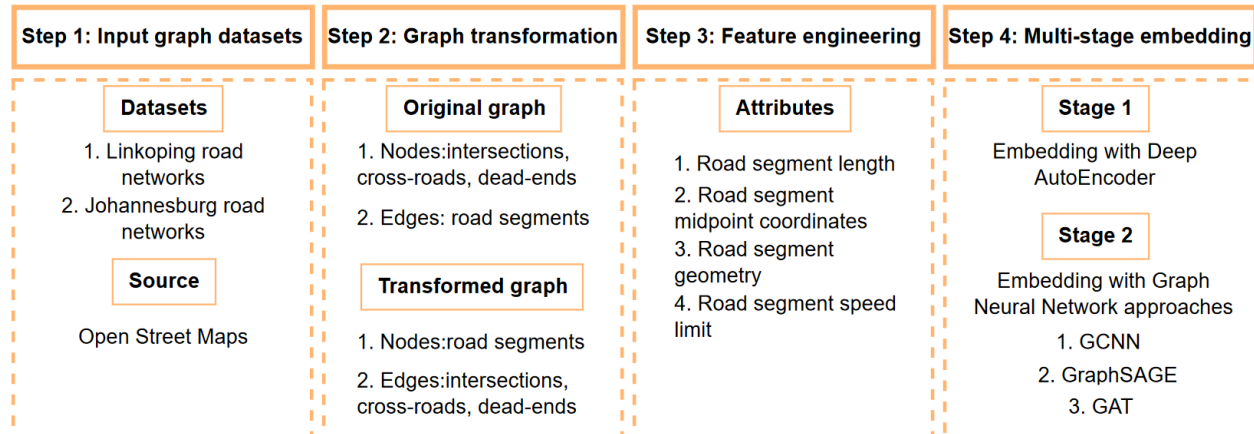 Step 1: Input graph datasets
Datasets
1. Linkoping road
networks
2. Johannesburg road
networks
Source
Open Street Maps
Step 2: Graph transformation
Original graph
1. Nodes:intersections,
cross-roads, dead-ends
2. Edges: road segments
Transformed graph
1. Nodes:road segments
2. Edges:intersections,
cross-roads, dead-ends
Step 3: Feature engineering
Attributes
1. Road segment length
2. Road segment
midpoint coordinates
3. Road segment
geometry
4. Road segment speed
limit
Step 4: Multi-stage embedding
Stage 1
Embedding with Deep
AutoEncoder
Stage 2
Embedding with Graph
Neural Network approaches
1. GCNN
2. GraphSAGE
3. GAT